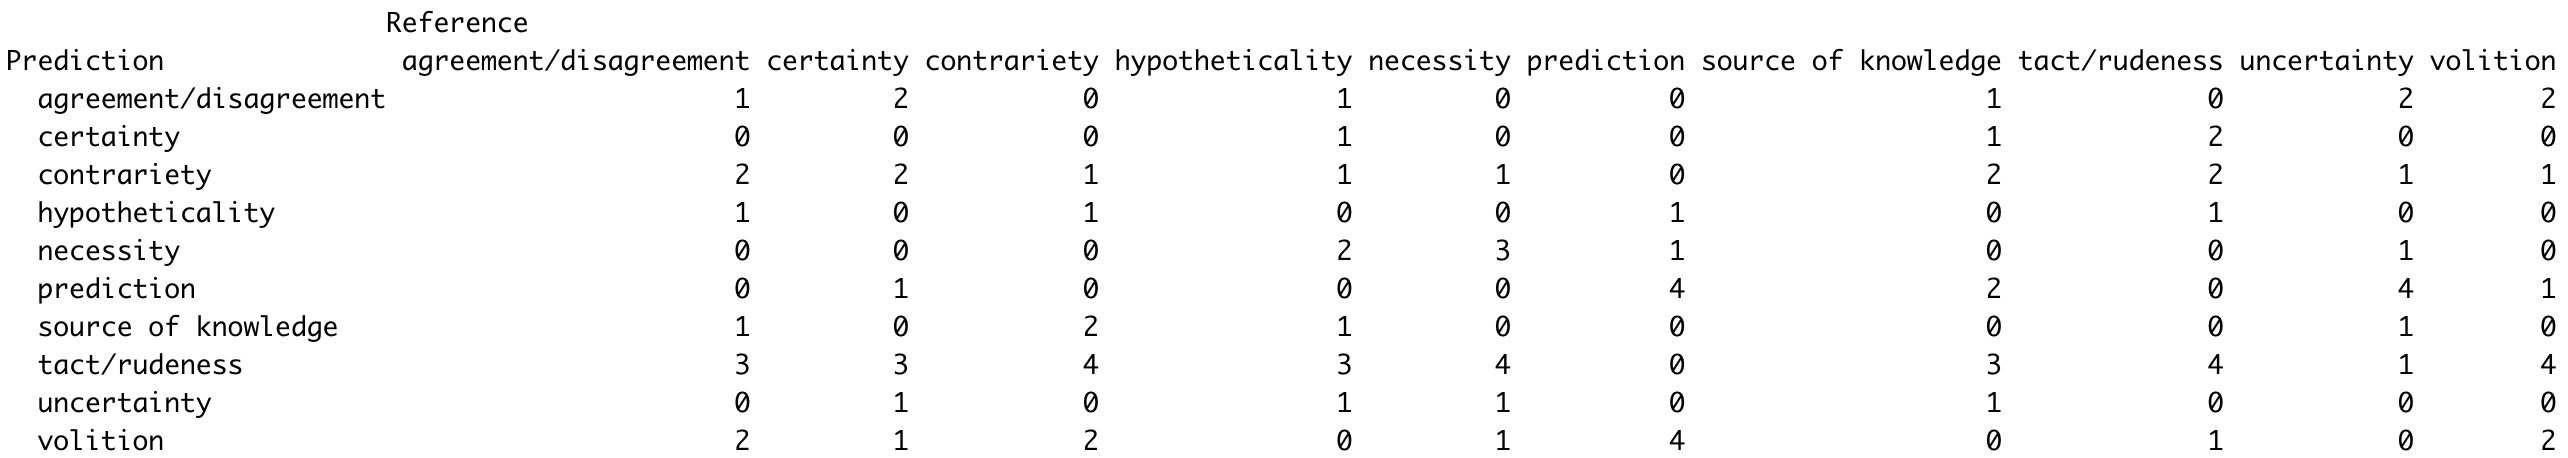 Reference
Prediction agreement/disagreement certainty contrariety hypotheticality necessity prediction source of knowledge tact/rudeness uncertainty volition
agreement/disagreement 1 2 0 1 0 0 1 0 2 2
certainty 0 0 0 1 0 0 1 2 0 0
contrariety 2 2 1 1 1 0 2 2 1 1
hypotheticality 1 0 1 0 0 1 0 1 0 0
necessity 0 0 0 2 3 1 0 0 1 0
prediction 0 1 0 0 0 4 2 0 4 1
source of knowledge 1 0 2 1 0 0 0 0 1 0
tact/rudeness 3 3 4 3 4 0 3 4 1 4
uncertainty 0 1 0 1 1 0 1 0 0 0
volition 2 1 2 0 1 4 0 1 0 2